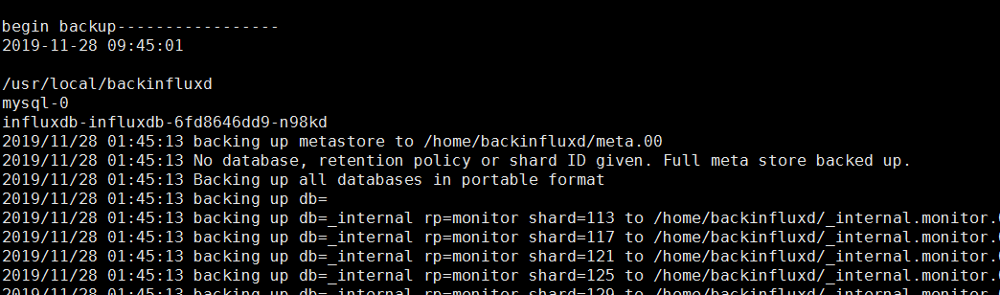 begin backup-----------------
2019-11-28 09:45:01
/usr/local/backinfluxd
mysql-0
influxdb-influxdb-6fd8646dd9-n98kd
2019/11/28 01:45:13 backing up metastore to /home/backinfluxd/meta.00
2019/11/28 01:45:13 No database, retention policy or shard ID given. Full meta store backed up.
2019/11/28 01:45:13 Backing up all databases in portable format
2019/11/28 01:45:13 backing up db=
2019/11/28 01:45:13 backing up db=_internal rp=monitor shard=113 to /home/backinfluxd/_internal.monitor.
2019/11/28 01:45:13 backing up db=_internal rp=monitor shard=117 to /home/backinfluxd/_internal.monitor.
2019/11/28 01:45:13 backing up db=_internal rp=monitor shard=121 to /home/backinfluxd/_internal.monitor.
2019/11/28 01:45:13 backing up db=_internal rp=monitor shard=125 to /home/backinfluxd/_internal.monitor.
2019/11/28 01:45:13 backing up db=_internal rp=monitor shard=129 to /home/backinfluxd/_internal.monitor.